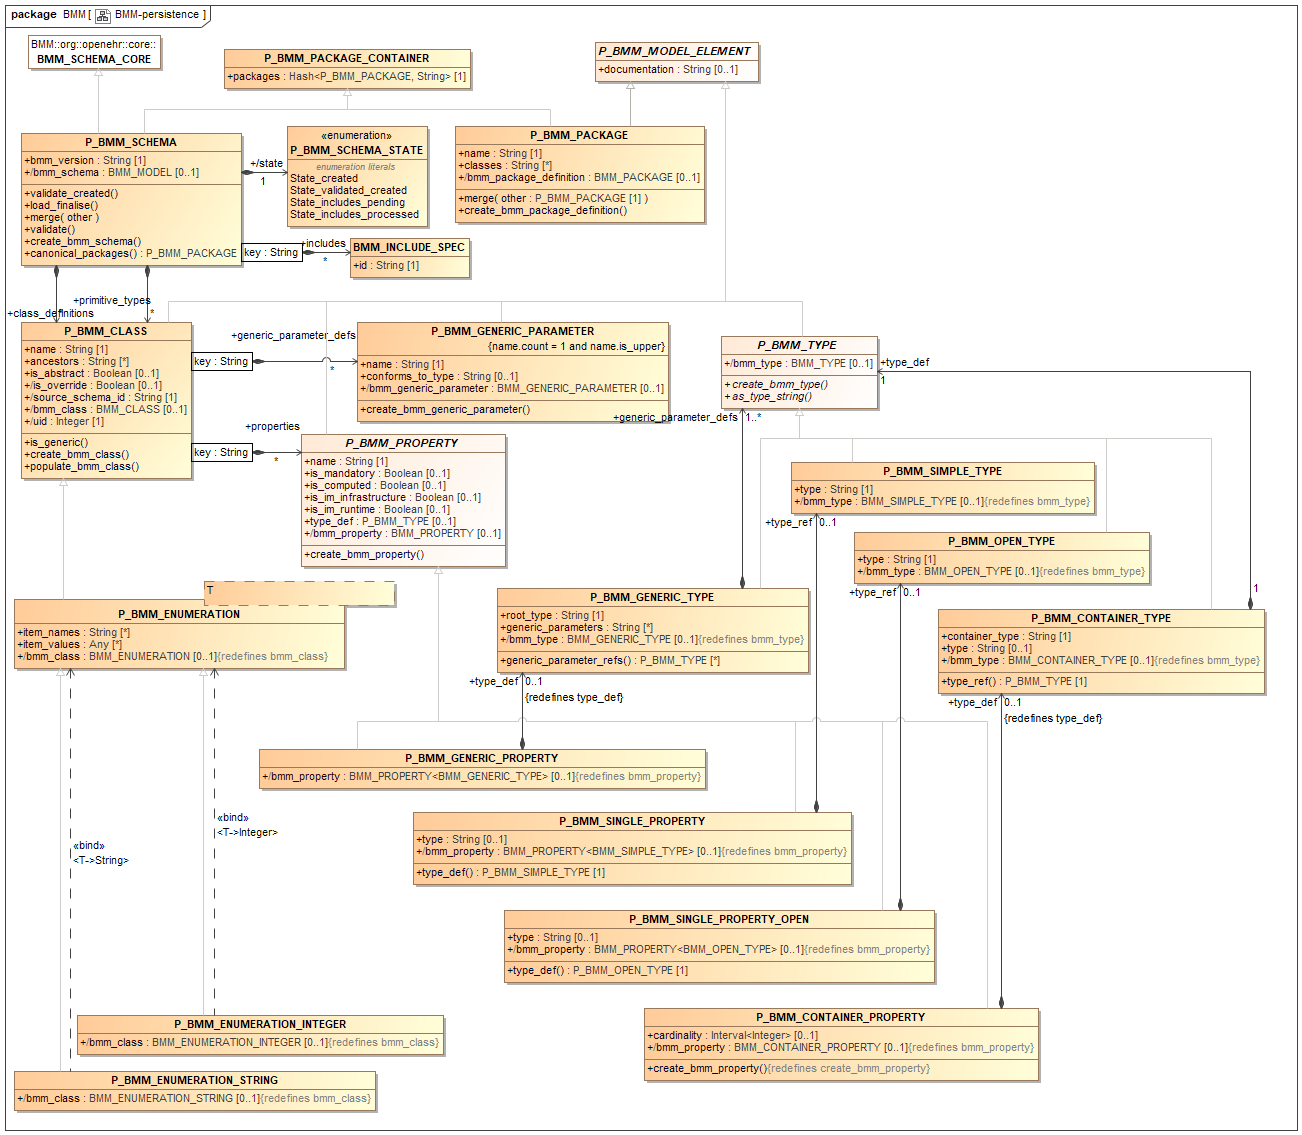 package BMM [ BMM-persistence ]
BMM::org::openehr::core::
BMM_SCHEMA_CORE
P_BMM_PACKAGE_CONTAINER
+packages : Hash<P_BMM_PACKAGE, String> [1]
P_BMM_MODEL_ELEMENT
+documentation : String [0..1]
P_BMM_SCHEMA
+bmm_version : String [1]
+/bmm_schema : BMM_MODEL [0..1]
+validate_created()
+load_finalise()
+merge( other )
+validate()
+create_bmm_schema()
+canonical_packages() : P_BMM_PACKAGE
+/state
1
«enumeration»
P_BMM_SCHEMA_STATE
enumeration literals
State_created
State_validated_created
State_includes_pending
State_includes_processed
P_BMM_PACKAGE
+name : String [1]
+classes : String [*]
+/bmm_package_definition : BMM_PACKAGE [0..1]
+merge( other : P_BMM_PACKAGE [1] )
+create_bmm_package_definition()
key : String
+includes
*
BMM_INCLUDE_SPEC
+id : String [1]
+primitive_types
*
+class_definitions
P_BMM_CLASS
+name : String [1]
+ancestors : String [*]
+is_abstract : Boolean [0..1]
+/is_override : Boolean [0..1]
+/source_schema_id : String [1]
+/bmm_class : BMM_CLASS [0..1]
+/uid : Integer [1]
+is_generic()
+create_bmm_class()
+populate_bmm_class()
key : String
+generic_parameter_defs
*
P_BMM_GENERIC_PARAMETER
{name.count = 1 and name.is_upper}
+name : String [1]
+conforms_to_type : String [0..1]
+/bmm_generic_parameter : BMM_GENERIC_PARAMETER [0..1]
+create_bmm_generic_parameter()
P_BMM_TYPE
+/bmm_type : BMM_TYPE [0..1]
+create_bmm_type()
+as_type_string()
+type_def
1
+generic_parameter_defs 1..*
key : String
+properties
*
P_BMM_PROPERTY
+name : String [1]
+is_mandatory : Boolean [0..1]
+is_computed : Boolean [0..1]
+is_im_infrastructure : Boolean [0..1]
+is_im_runtime : Boolean [0..1]
+type_def : P_BMM_TYPE [0..1]
+/bmm_property : BMM_PROPERTY [0..1]
+create_bmm_property()
P_BMM_SIMPLE_TYPE
+type : String [1]
+/bmm_type : BMM_SIMPLE_TYPE [0..1]{redefines bmm_type}
+type_ref 0..1
P_BMM_OPEN_TYPE
+type : String [1]
+/bmm_type : BMM_OPEN_TYPE [0..1]{redefines bmm_type}
+type_ref 0..1
1
T
P_BMM_ENUMERATION
+item_names : String [*]
+item_values : Any [*]
+/bmm_class : BMM_ENUMERATION [0..1]{redefines bmm_class}
P_BMM_GENERIC_TYPE
+root_type : String [1]
+generic_parameters : String [*]
+/bmm_type : BMM_GENERIC_TYPE [0..1]{redefines bmm_type}
+generic_parameter_refs() : P_BMM_TYPE [*]
+type_def 0..1
{redefines type_def}
P_BMM_CONTAINER_TYPE
+container_type : String [1]
+type : String [0..1]
+/bmm_type : BMM_CONTAINER_TYPE [0..1]{redefines bmm_type}
+type_ref() : P_BMM_TYPE [1]
+type_def 0..1
{redefines type_def}
P_BMM_GENERIC_PROPERTY
+/bmm_property : BMM_PROPERTY<BMM_GENERIC_TYPE> [0..1]{redefines bmm_property}
«bind»
<T->Integer>
«bind»
<T->String>
P_BMM_SINGLE_PROPERTY
+type : String [0..1]
+/bmm_property : BMM_PROPERTY<BMM_SIMPLE_TYPE> [0..1]{redefines bmm_property}
+type_def() : P_BMM_SIMPLE_TYPE [1]
P_BMM_SINGLE_PROPERTY_OPEN
+type : String [0..1]
+/bmm_property : BMM_PROPERTY<BMM_OPEN_TYPE> [0..1]{redefines bmm_property}
+type_def() : P_BMM_OPEN_TYPE [1]
P_BMM_ENUMERATION_INTEGER
+/bmm_class : BMM_ENUMERATION_INTEGER [0..1]{redefines bmm_class}
P_BMM_CONTAINER_PROPERTY
+cardinality : Interval<Integer> [0..1]
+/bmm_property : BMM_CONTAINER_PROPERTY [0..1]{redefines bmm_property}
+create_bmm_property(){redefines create_bmm_property}
P_BMM_ENUMERATION_STRING
+/bmm_class : BMM_ENUMERATION_STRING [0..1]{redefines bmm_class}